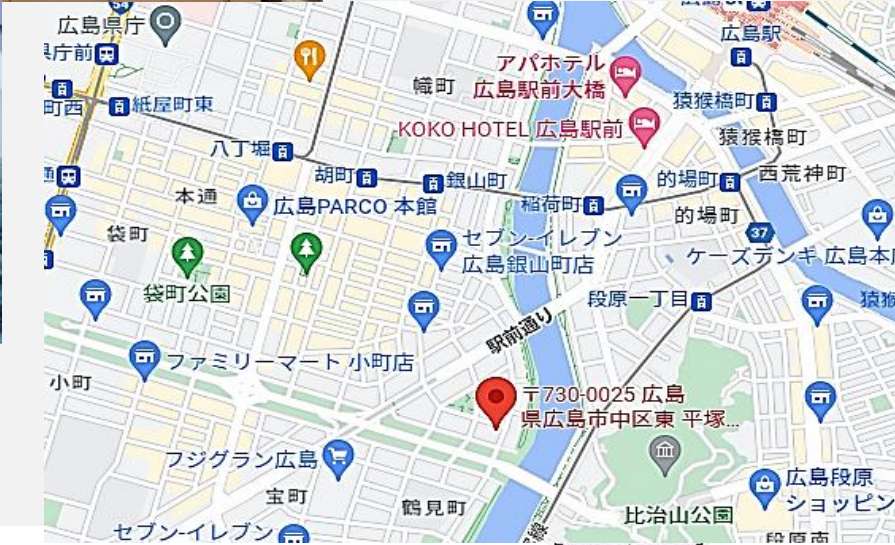 54
広島県庁
県庁前
町西
紙屋町東
八丁堀
幟町
アパホテル
広島駅前大橋
KOKO HOTEL 広島駅前
広島駅
猿猴橋町
猿猴橋町
胡町
銀山町
稲荷町
的場町
的場町
西荒神町
本通
広島PARCO 本館
袋町
袋町公園
セブン-イレブン
広島銀山町店
37
ケーズデンキ 広島本店
段原一丁目
猿猴
駅前通り
ファミリーマート 小町店
小町
〒730-0025 広島
県広島市中区東 平塚...
フジグラン広島
宝町
鶴見町
比治山公園
広島段原
ショッピン
セブン-イレブン
段原南